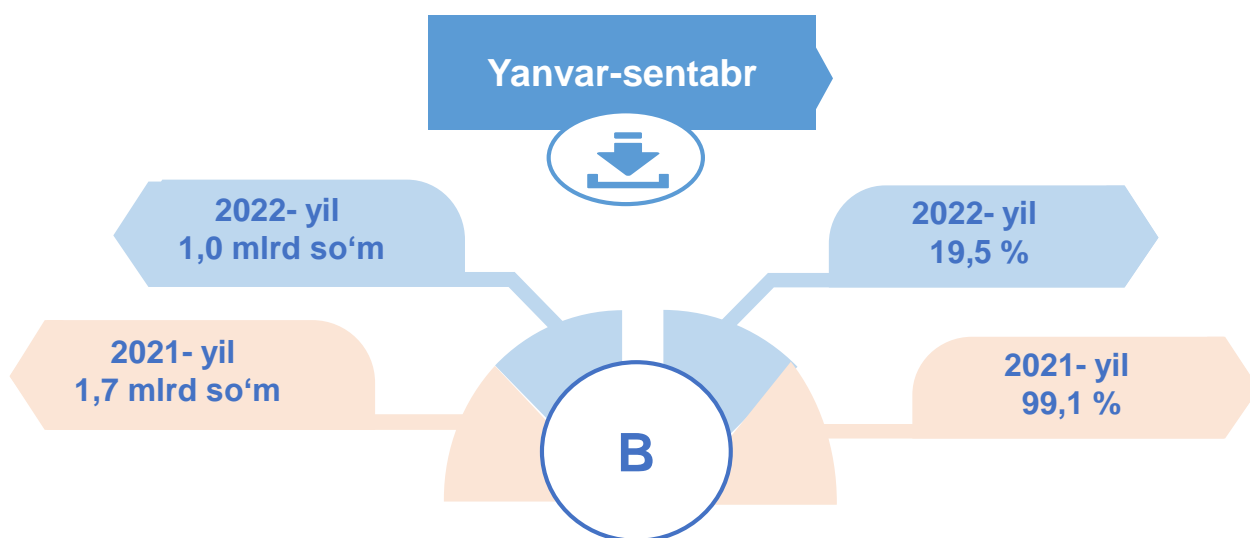 Yanvar-sentabr
2022- yil
1,0 mlrd so‘m
2022- yil
19,5 %
2021- yil
1,7 mlrd so‘m
2021- yil
99,1 %
B